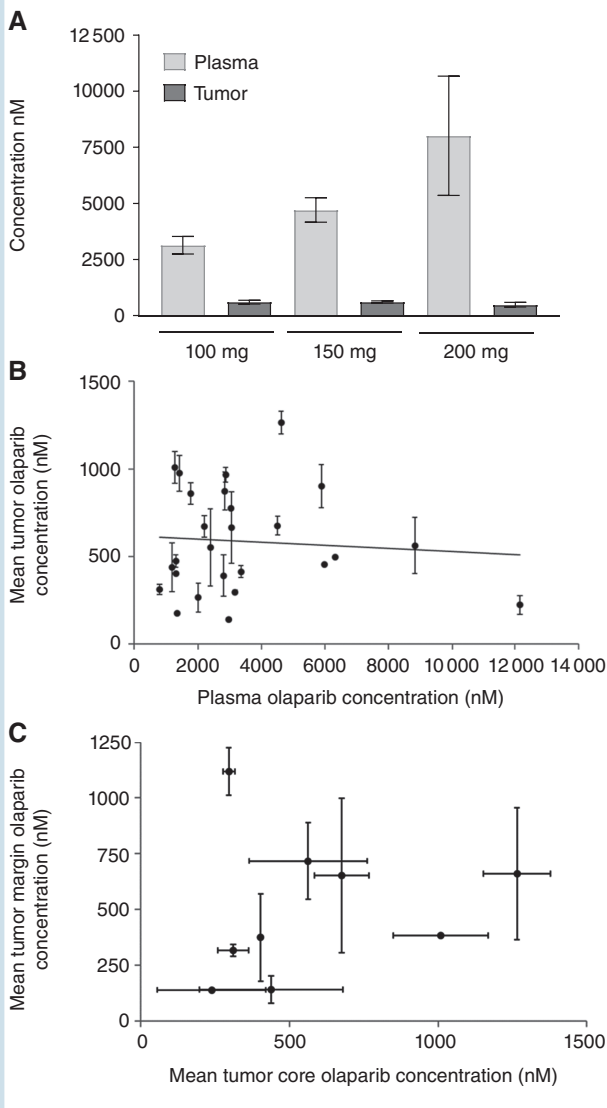 A
Concentration nM
12 500
10000
7500
5000
2500
0
Plasma
Tumor
100 mg
150 mg
200 mg
B
Mean tumor olaparib
concentration (nM)
1500
1000
500
0
0 2000 4000 6000 8000 10 000 12 000 14 000
Plasma olaparib concentration (nM)
C
Mean tumor margin olaparib
concentration (nM)
1250
1000
750
500
250
0
0 500 1000 1500
Mean tumor core olaparib concentration (nM)